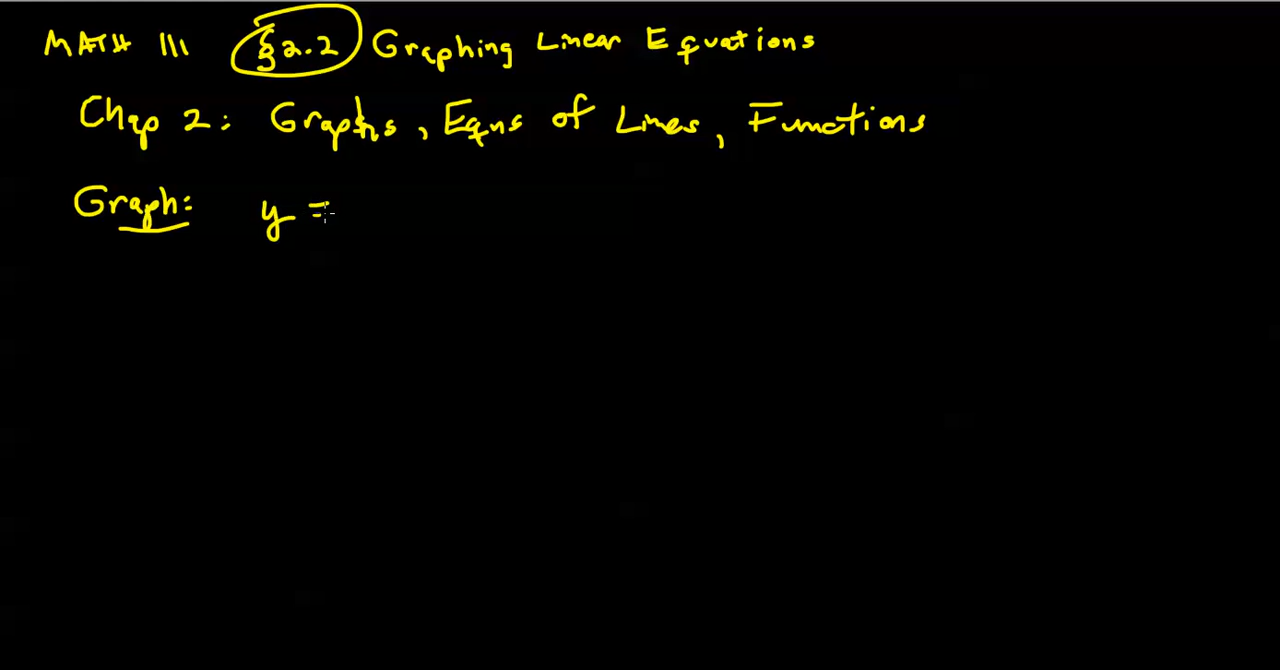 MATH 111 §2.2 Graphing Linear Equations
Chap 2: Graphs, Eqns of Lines, Functions
Graph: y =